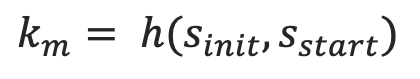 k_m = h(s_init, s_start)